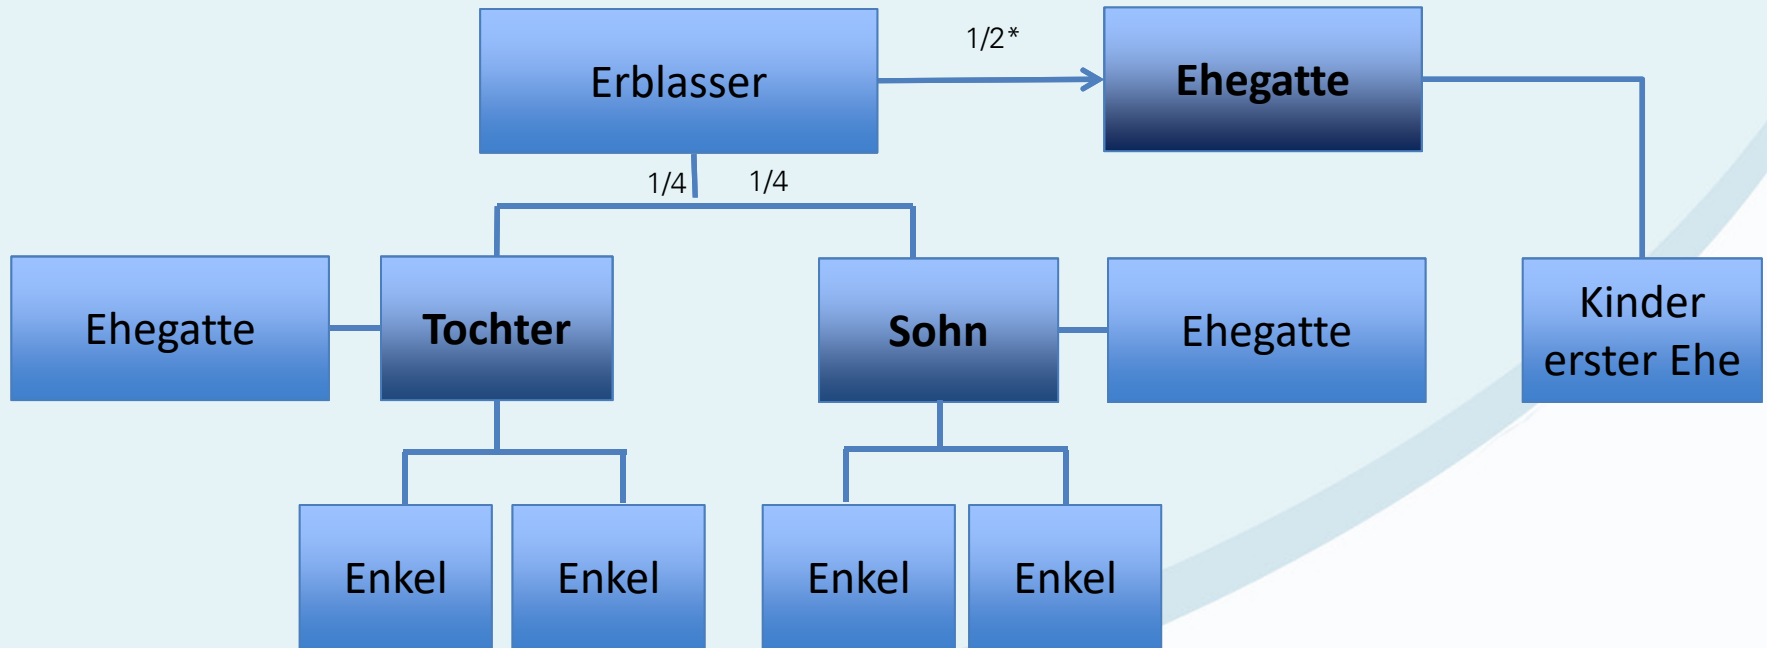 Erblasser
1/2*
Ehegatte
1/4
1/4
Ehegatte
Tochter
Sohn
Ehegatte
Kinder
erster Ehe
Enkel
Enkel
Enkel
Enkel